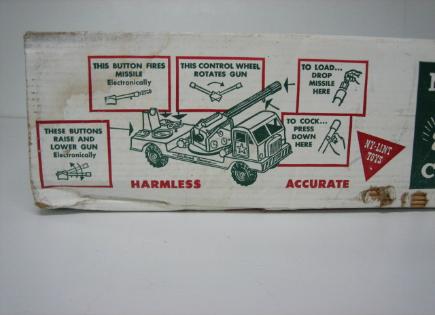 THIS BUTTON FIRES
MISSILE
Electronically
THIS CONTROL WHEEL
ROTATES GUN
TO LOAD...
DROP
MISSILE
HERE
THESE BUTTONS
RAISE AND
LOWER GUN
Electronically
TO COCK...
PRESS
DOWN
HERE
NY-LINT
TOYS
HARMLESS
ACCURATE